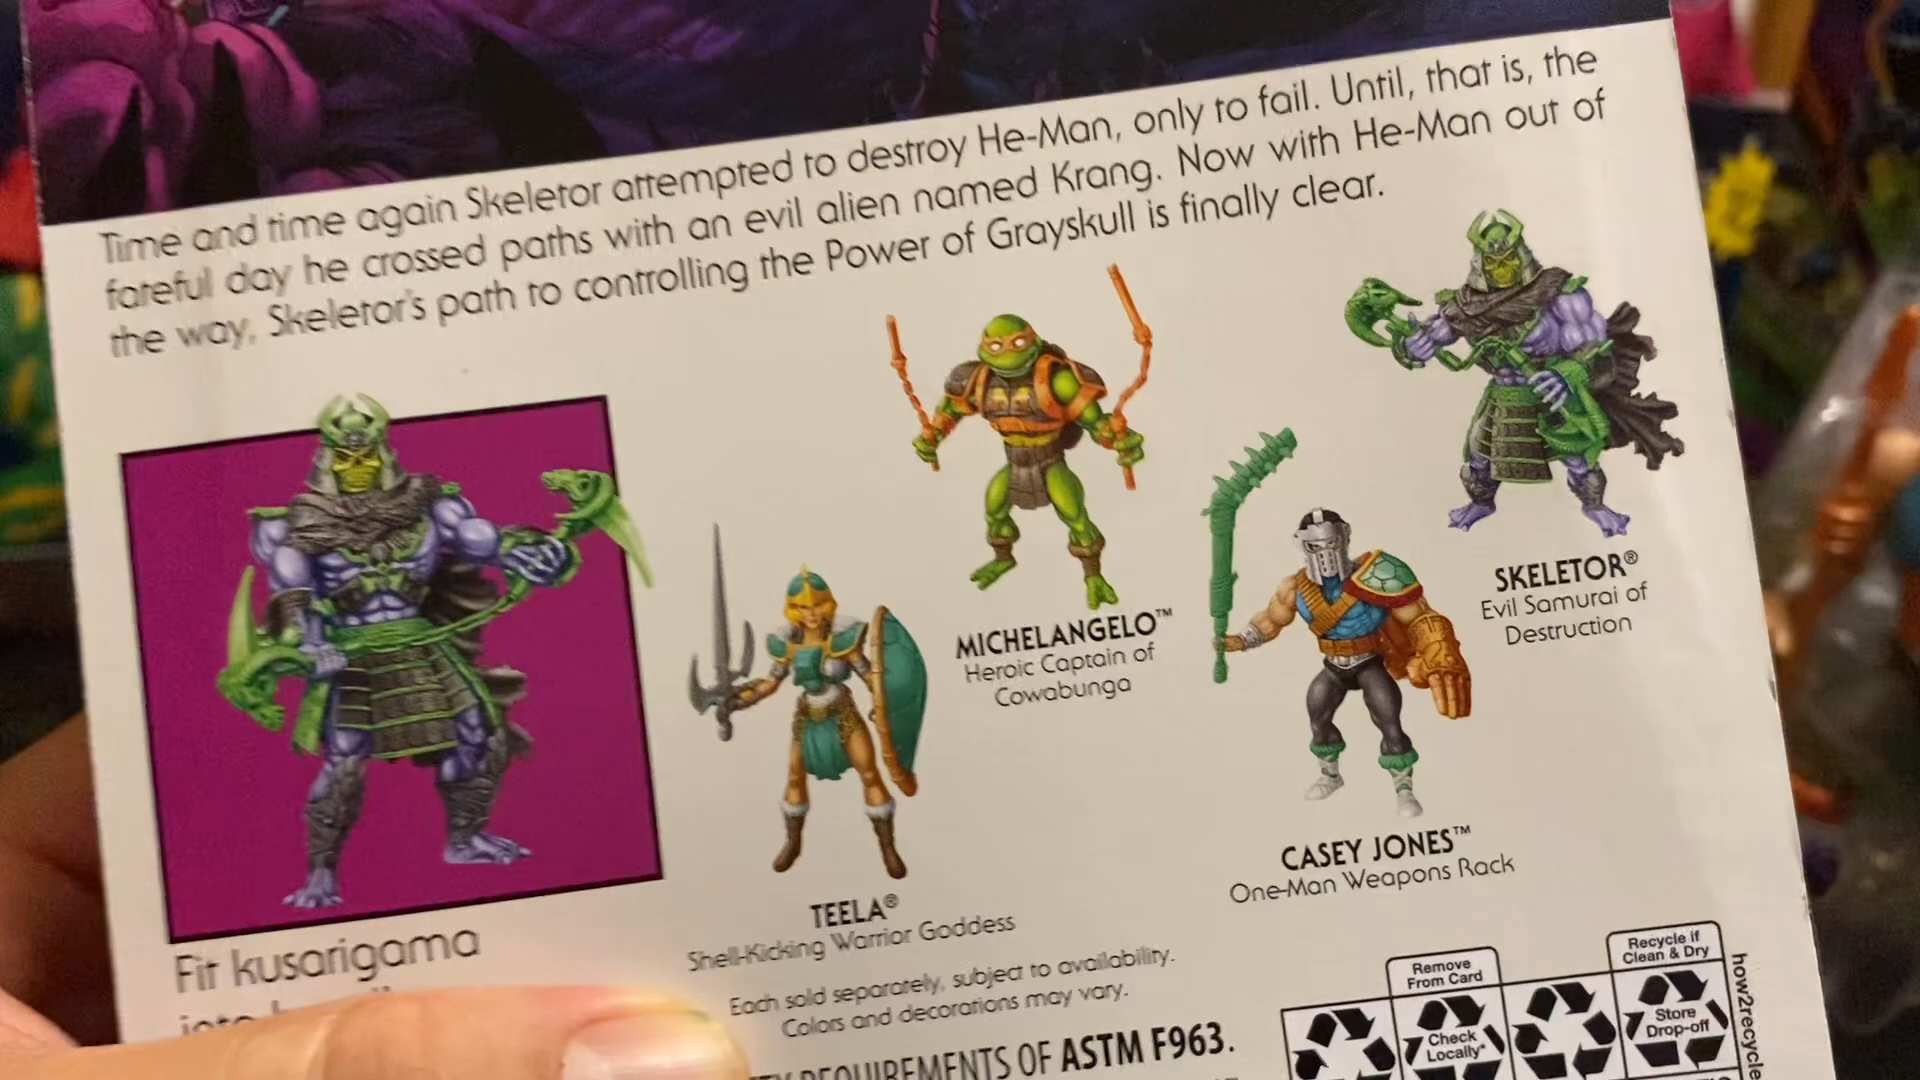 Time and time again Skeletor attempted to destroy He-Man, only to fail. Until, that is, the
fateful day he crossed paths with an evil alien named Krang. Now with He-Man out of
the way, Skeletor's path to controlling the Power of Grayskull is finally clear.
SKELETOR®
Evil Samurai of
Destruction
MICHELANGELO™
Heroic Captain of
Cowabunga
CASEY JONES™
One-Man Weapons Rack
TEELA®
Shell-Kicking Warrior Goddess
Fit kusarigama
Each sold separately, subject to availability.
Colors and decorations may vary.
REQUIREMENTS OF ASTM F963.
Remove
From Card
Check
Locally*
Recycle if
Clean & Dry
Store
Drop-off
how2recycle